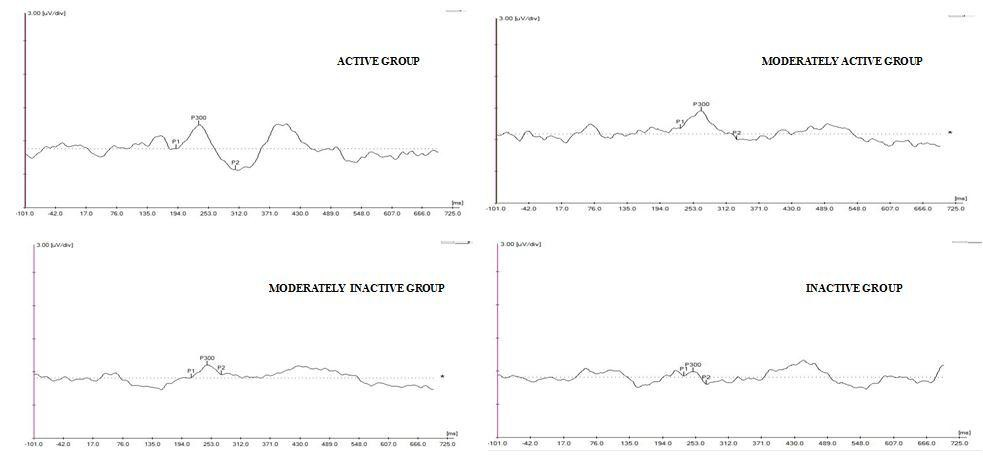 3.00 [uV/div]
ACTIVE GROUP
P300
P1
P2
[ms]
-101.0 -42.0 17.0 76.0 135.0 194.0 253.0 312.0 371.0 430.0 489.0 548.0 607.0 666.0 725.0
3.00 [uV/div]
MODERATELY ACTIVE GROUP
P300
P1
P2
*
[ms]
-101.0 -42.0 17.0 76.0 135.0 194.0 253.0 312.0 371.0 430.0 489.0 548.0 607.0 666.0 725.0
3.00 [uV/div]
MODERATELY INACTIVE GROUP
P300
P1 P2
*
[ms]
-101.0 -42.0 17.0 76.0 135.0 194.0 253.0 312.0 371.0 430.0 489.0 548.0 607.0 666.0 725.0
3.00 [uV/div]
INACTIVE GROUP
P1 P300
P2
[ms]
-101.0 -42.0 17.0 76.0 135.0 194.0 253.0 312.0 371.0 430.0 489.0 548.0 607.0 666.0 725.0